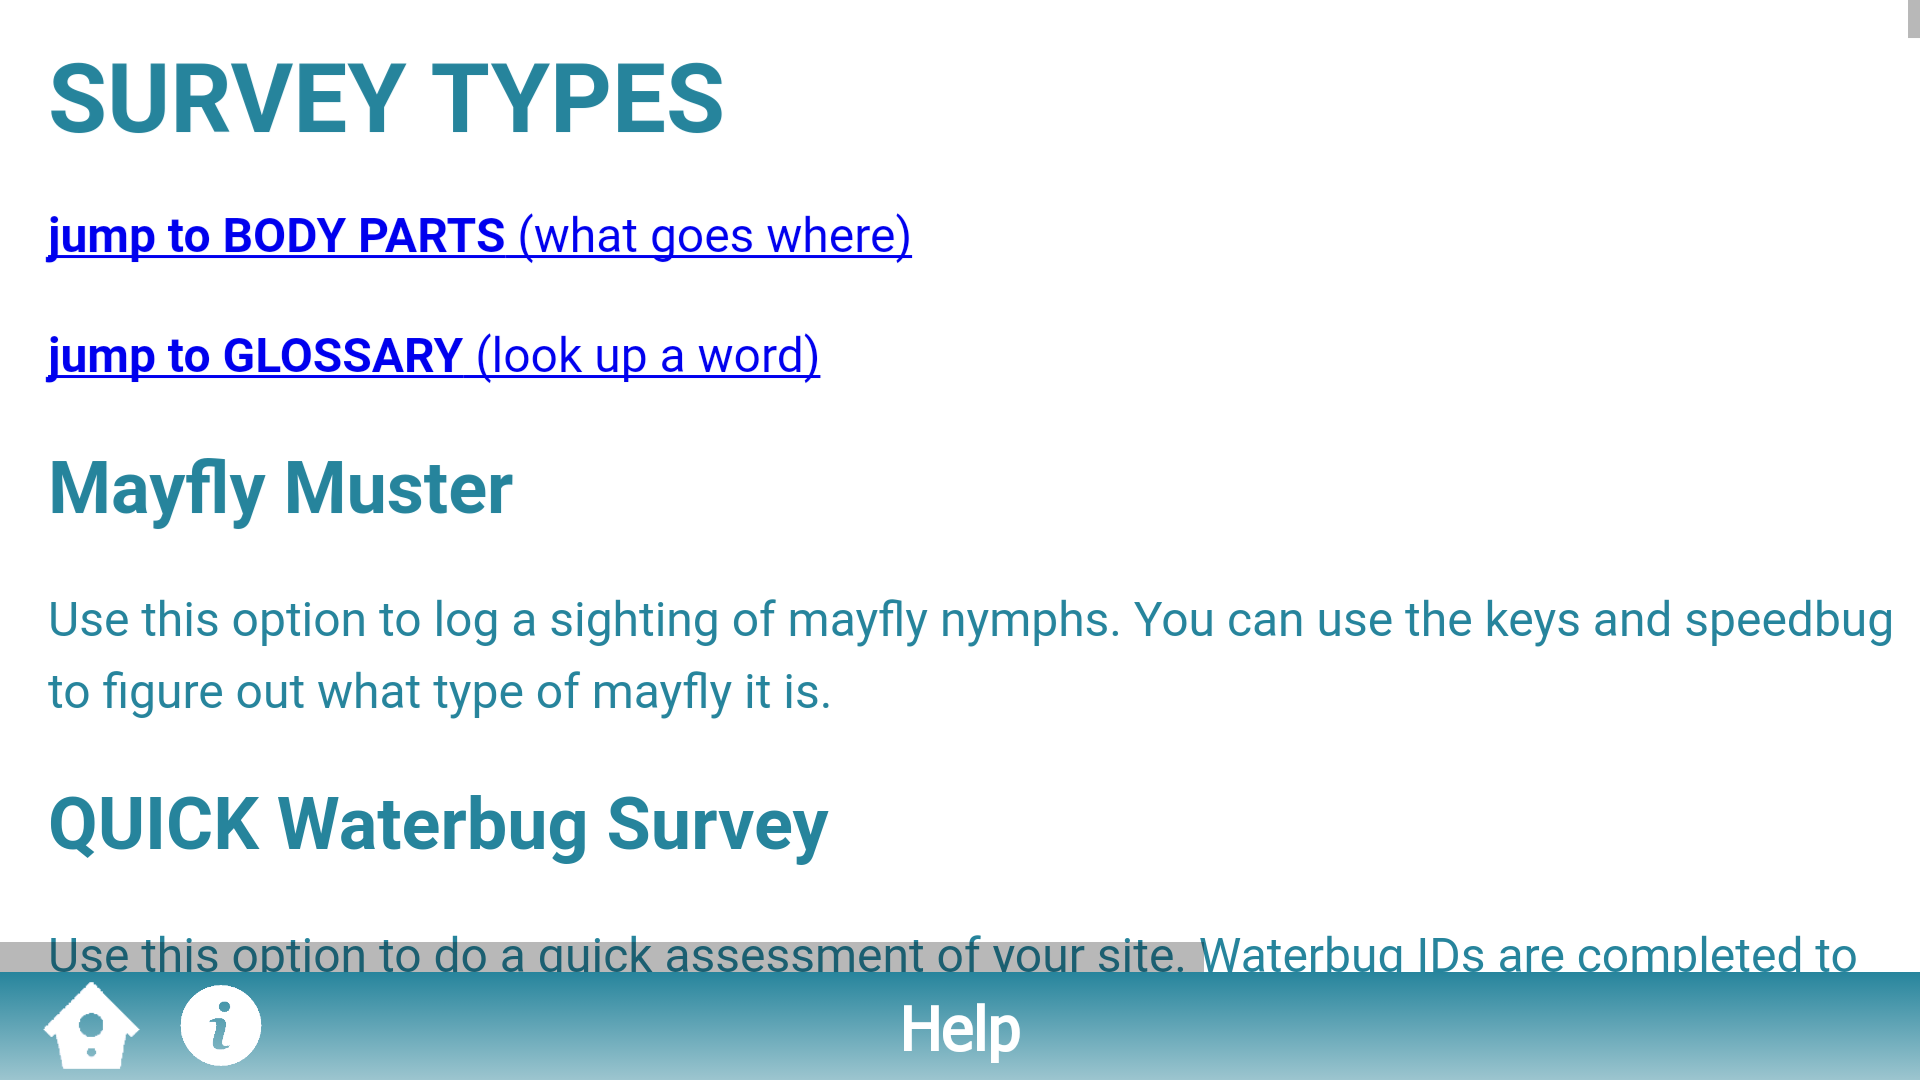 SURVEY TYPES
jump to BODY PARTS (what goes where)
jump to GLOSSARY (look up a word)
Mayfly Muster
Use this option to log a sighting of mayfly nymphs. You can use the keys and speedbug
to figure out what type of mayfly it is.
QUICK Waterbug Survey
Use this option to do a quick assessment of your site. Waterbug IDs are completed to
i
Help